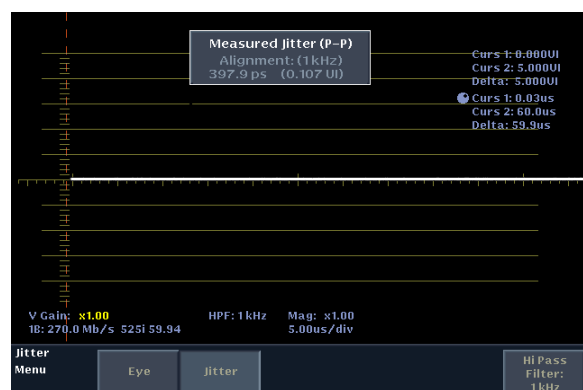 Measured Jitter (P-P)
Alignment: (1kHz)
397.9 ps (0.107 UI)
Curs 1: 0.000UI
Curs 2: 5.000UI
Delta: 5.000UI
Curs 1: 0.03us
Curs 2: 60.0us
Delta: 59.9us
V Gain: x1.00
HPF: 1kHz
Mag: x1.00
1B: 270.0 Mb/s 525i 59.94
5.00us/div
Jitter
Menu
Eye
Jitter
Hi Pass
Filter:
1kHz